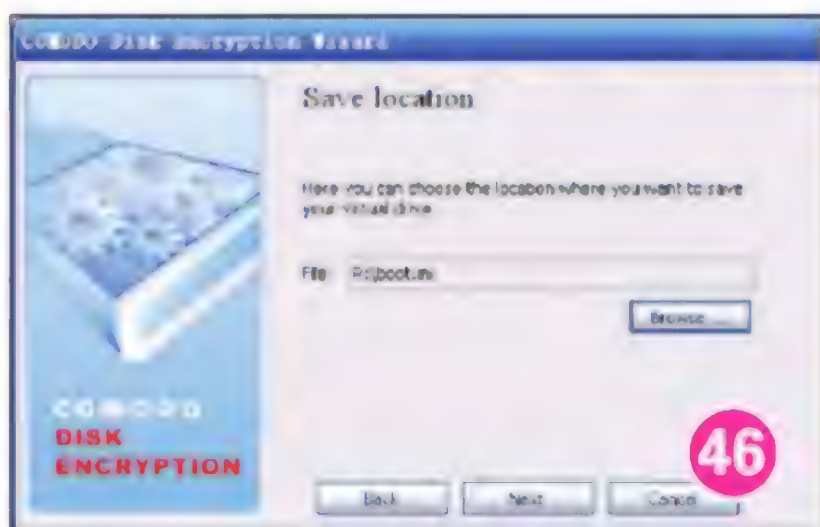 COMODO Disk Encryption Wizard
Save location
Here you can choose the location where you want to save
your virtual drive
File
Browse ...
COMODO
DISK
ENCRYPTION
46
Back
Next
Cancel